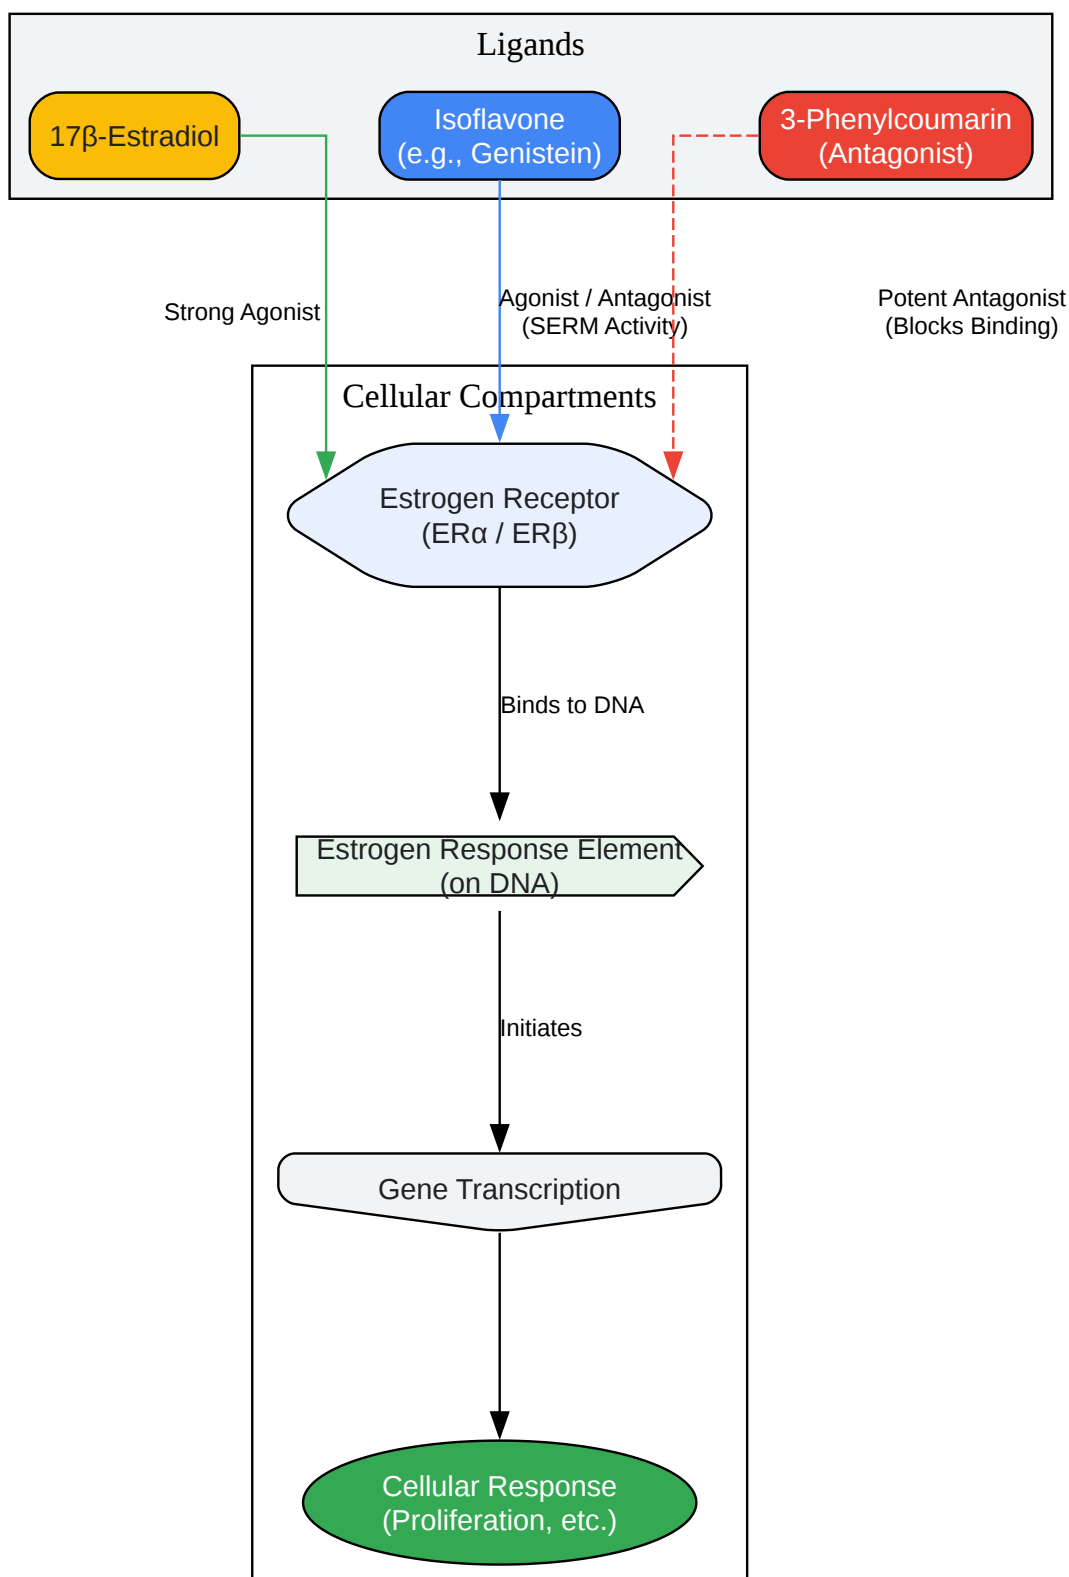 Ligands
17β-Estradiol
Isoflavone
(e.g., Genistein)
3-Phenylcoumarin
(Antagonist)
Strong Agonist
Agonist / Antagonist
(SERM Activity)
Potent Antagonist
(Blocks Binding)
Cellular Compartments
Estrogen Receptor
(ERα / ERβ)
Binds to DNA
Estrogen Response Element
(on DNA)
Initiates
Gene Transcription
Cellular Response
(Proliferation, etc.)